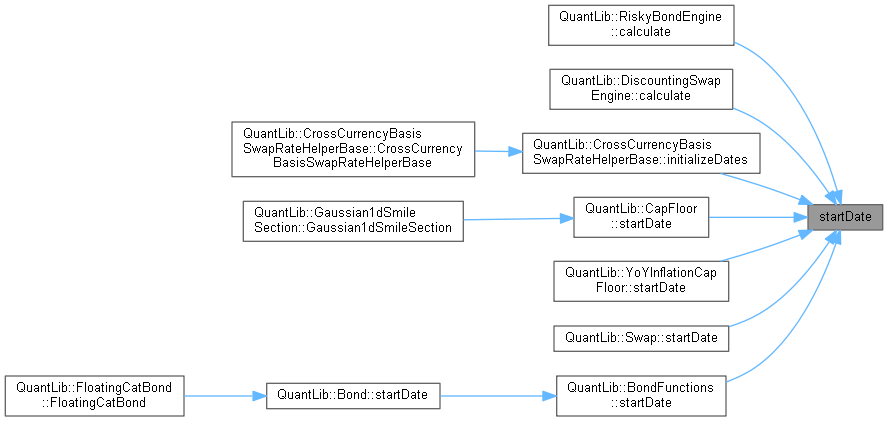 QuantLib::RiskyBondEngine
::calculate
QuantLib::DiscountingSwap
Engine::calculate
QuantLib::CrossCurrencyBasis
SwapRateHelperBase::CrossCurrency
BasisSwapRateHelperBase
QuantLib::CrossCurrencyBasis
SwapRateHelperBase::initializeDates
QuantLib::Gaussian1dSmile
Section::Gaussian1dSmileSection
QuantLib::CapFloor
::startDate
startDate
QuantLib::YoYInflationCap
Floor::startDate
QuantLib::Swap::startDate
QuantLib::FloatingCatBond
::FloatingCatBond
QuantLib::Bond::startDate
QuantLib::BondFunctions
::startDate